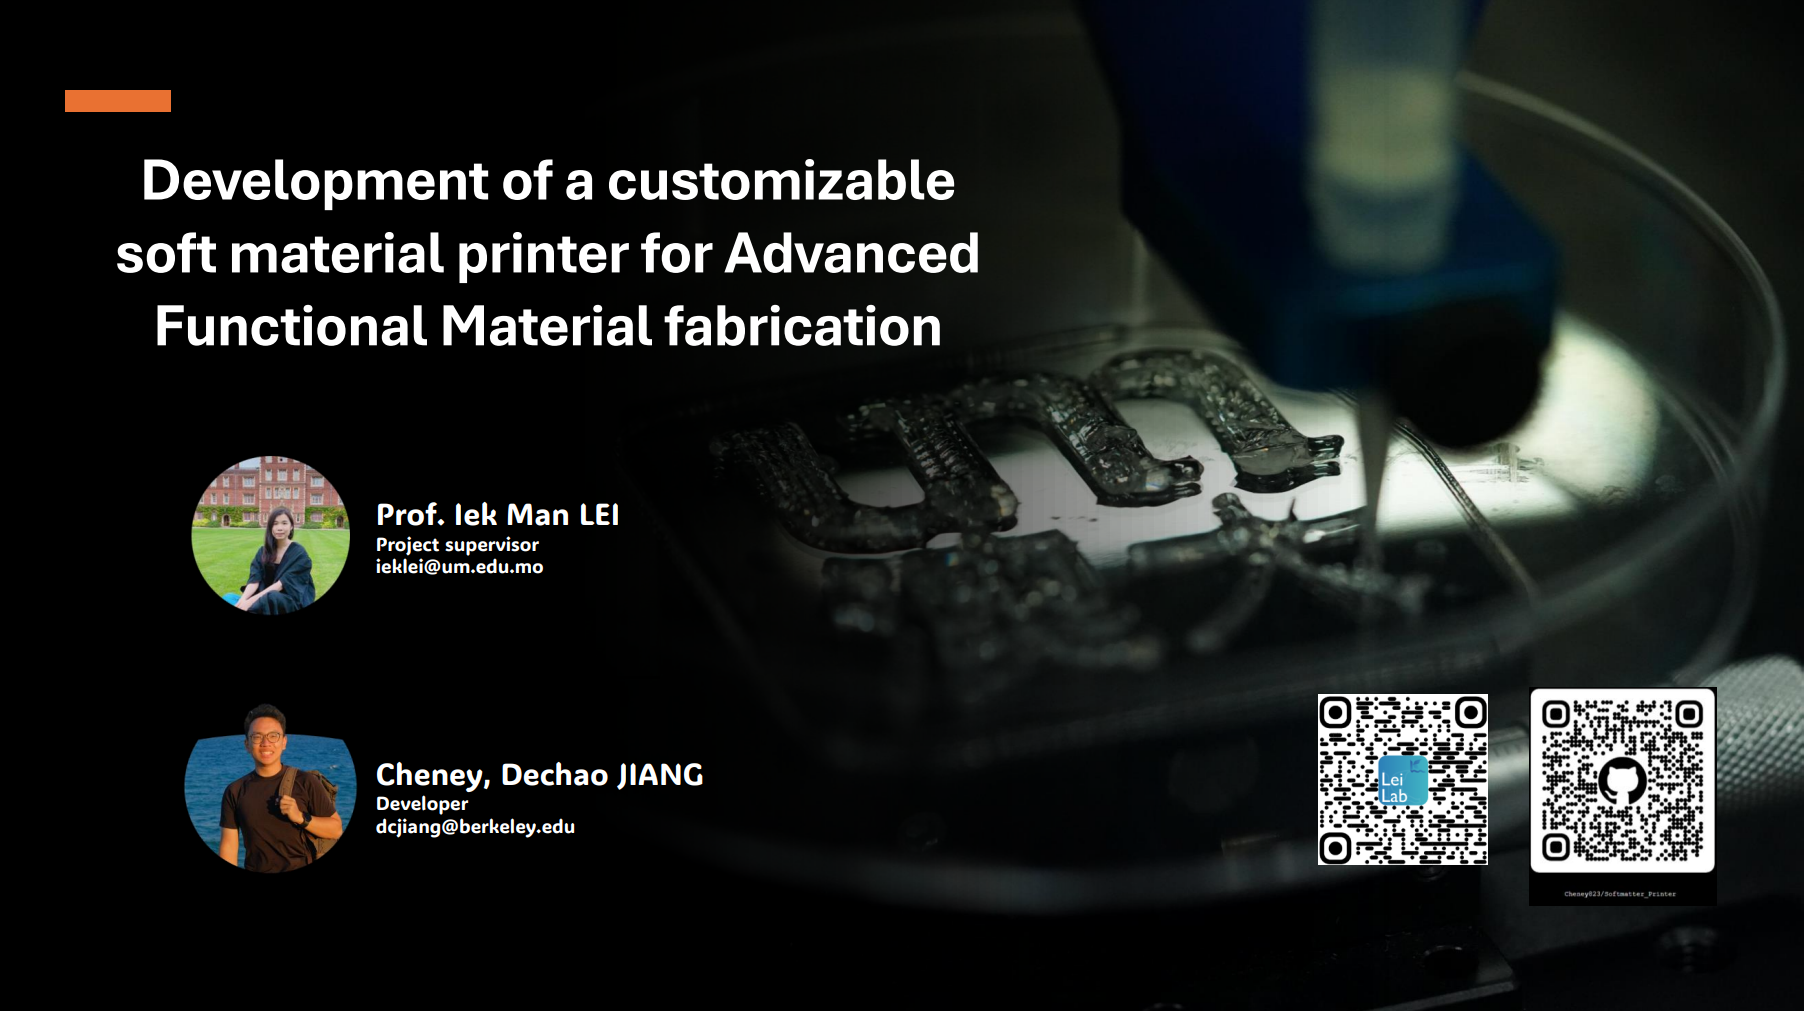 Development of a customizable
soft material printer for Advanced
Functional Material fabrication
Prof. Iek Man LEI
Project supervisor
ieklei@um.edu.mo
Cheney, Dechao JIANG
Developer
dcjiang@berkeley.edu
Lei
Lab
Cheney823/Softmatter_Printer